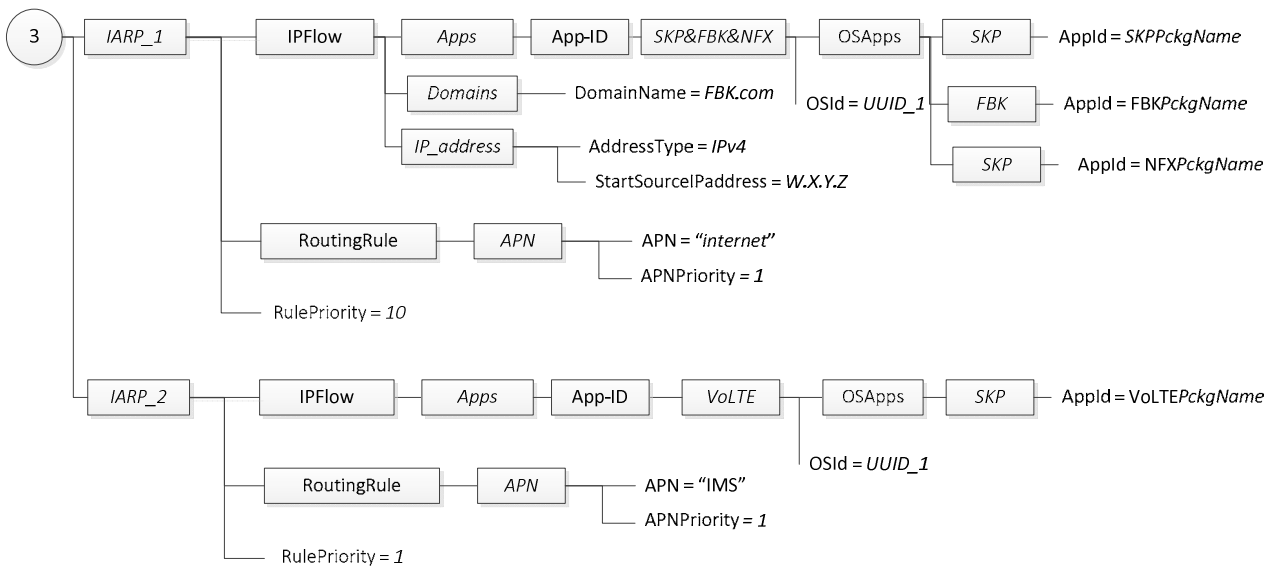 3
IARP_1
IPFlow
Apps
App-ID
SKP&FBK&NFX
OSApps
SKP
AppId = SKPPckgName
Domains
DomainName = FBK.com
OSId = UUID_1
FBK
AppId = FBKPckgName
IP_address
AddressType = IPv4
SKP
AppId = NFXPckgName
StartSourceIPaddress = W.X.Y.Z
RoutingRule
APN
APN = “internet”
APNPriority = 1
RulePriority = 10
IARP_2
IPFlow
Apps
App-ID
VoLTE
OSApps
SKP
AppId = VoLTEPckgName
OSId = UUID_1
RoutingRule
APN
APN = “IMS”
APNPriority = 1
RulePriority = 1